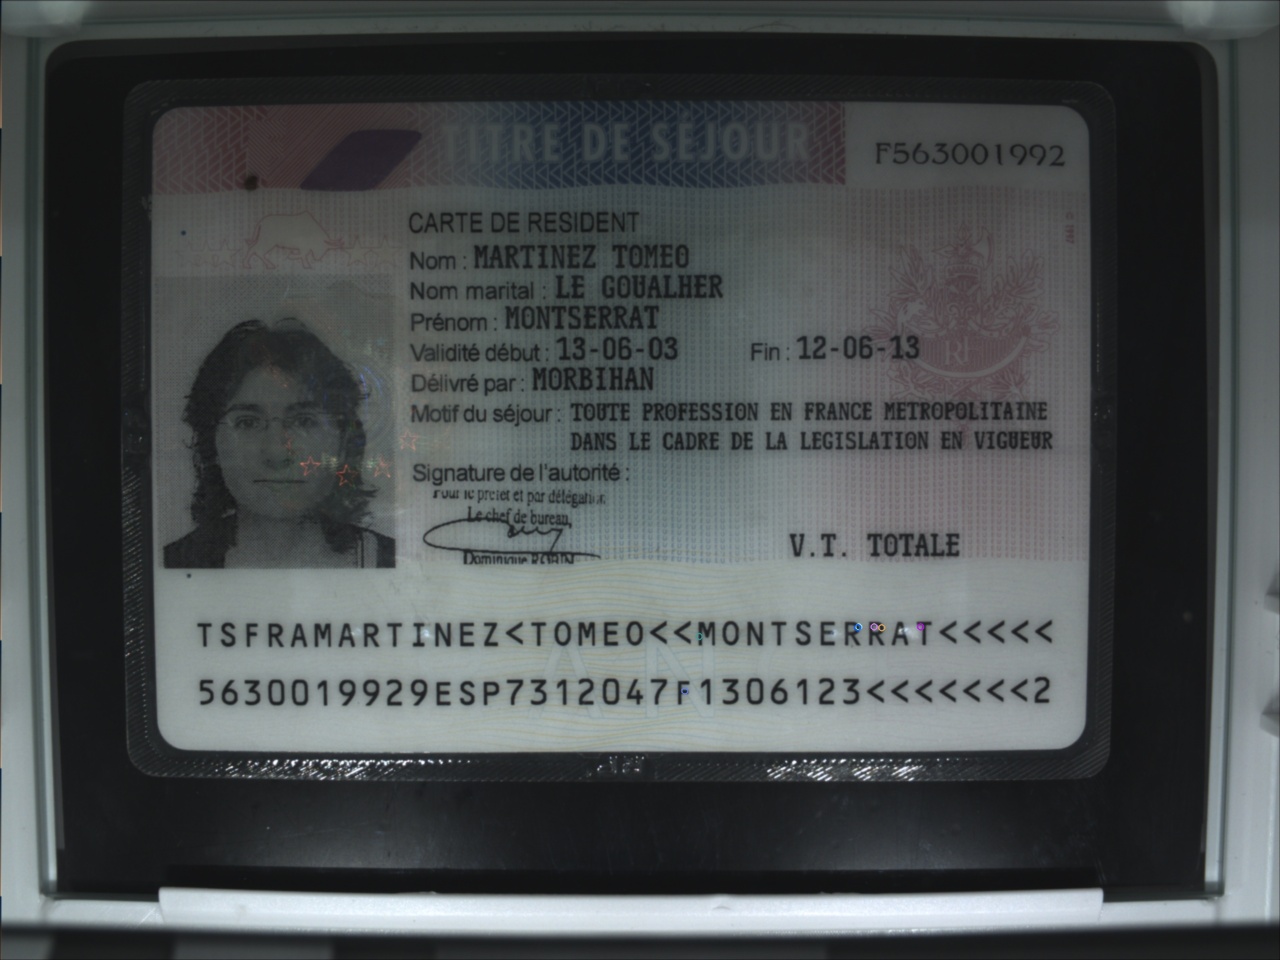 TITRE DE SÉJOUR
F563001992
CARTE DE RESIDENT
Nom : MARTINEZ TOMEO
Nom marital : LE GOUALHER
Prénom : MONTSERRAT
Validité début : 13-06-03 Fin : 12-06-13
Délivré par : MORBIHAN
Motif du séjour : TOUTE PROFESSION EN FRANCE METROPOLITAINE
DANS LE CADRE DE LA LEGISLATION EN VIGUEUR
Signature de l'autorité :
Pour le préfet et par délégation
Le chef de bureau,
Dominique
V.T. TOTALE
RF
TSFRAMARTINEZ<TOMEO<<MONTSERRAT<<<<<
5630019929ESP7312047F1306123<<<<<<<2